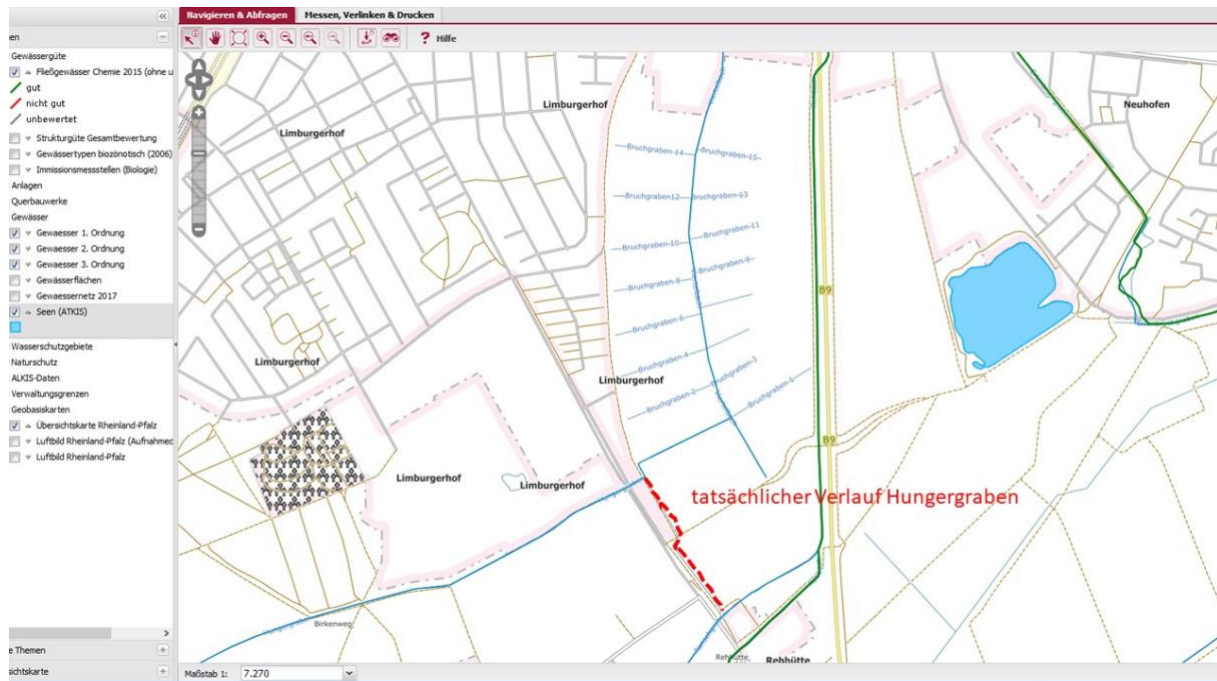 Navigieren & Abfragen
Messen, Verlinken & Drucken
Hilfe
Gewässergüte
Fließgewässer Chemie 2015 (ohne u
gut
nicht gut
unbewertet
Strukturgüte Gesamtbewertung
Gewässertypen biozönotisch (2006)
Immissionsmessstellen (Biologie)
Anlagen
Querbauwerke
Gewässer
Gewaesser 1. Ordnung
Gewaesser 2. Ordnung
Gewaesser 3. Ordnung
Gewässerflächen
Gewaessernetz 2017
Seen (ATKIS)
Wasserschutzgebiete
Naturschutz
ALKIS-Daten
Verwaltungsgrenzen
Geobasiskarten
Übersichtskarte Rheinland-Pfalz
Luftbild Rheinland-Pfalz (Aufnahmed
Luftbild Rheinland-Pfalz
e Themen
sichtskarte
Limburgerhof
Neuhofen
Limburgerhof
Bruchgraben-14
Bruchgraben-15
Bruchgraben-12
Bruchgraben-13
Bruchgraben-11
Bruchgraben-10
Bruchgraben-9
Bruchgraben-8
B9
Bruchgraben-6
Bruchgraben-4
Bruchgraben-3
Limburgerhof
Limburgerhof
Bruchgraben-2
Bruchgraben-1
B9
Limburgerhof
Limburgerhof
tatsächlicher Verlauf Hungergraben
Birkenweg
Rehhütte
Rehhütte
Maßstab 1:
7.270